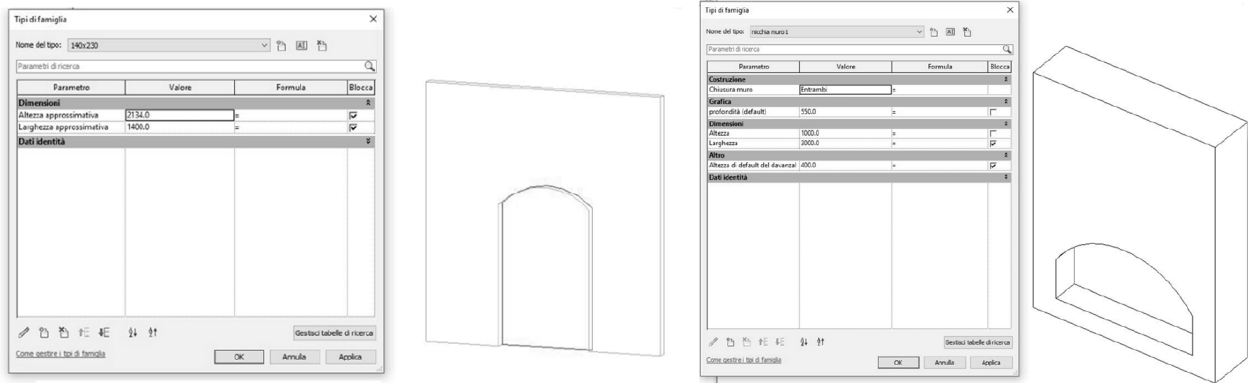 Tipi di famiglia
Nome del tipo: 140x230
Parametri di ricerca
Parametro Valore Formula Blocca
Dimensioni
Altezza approssimativa 2134.0 =
Larghezza approssimativa 1400.0 =
Dati identità
Gestisci tabelle di ricerca
Come gestire i tipi di famiglia
OK Annulla Applica
Tipi di famiglia
Nome del tipo: nicchia muro 1
Parametri di ricerca
Parametro Valore Formula Blocca
Costruzione
Chiusura muro Entrambi =
Grafica
profondità (default) 550.0 =
Dimensioni
Altezza 1000.0 =
Larghezza 2000.0 =
Altro
Altezza di default del davanzal 400.0 =
Dati identità
Gestisci tabelle di ricerca
Come gestire i tipi di famiglia
OK Annulla Applica